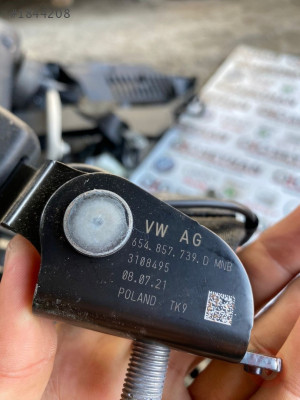 VW AG
654.857.739.D MNB
3108495
08.07.21
POLAND TK9